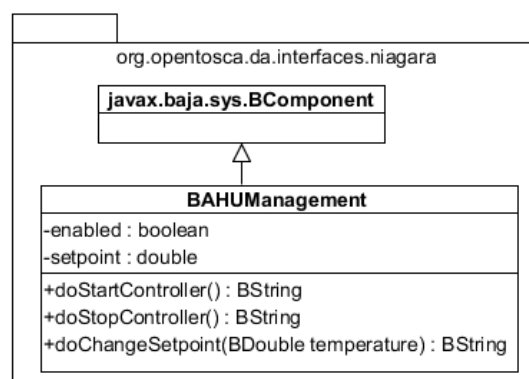 org.opentosca.da.interfaces.niagara
javax.baja.sys.BComponent
BAHUManagement
-enabled : boolean
-setpoint : double
+doStartController() : BString
+doStopController() : BString
+doChangeSetpoint(BDouble temperature) : BString